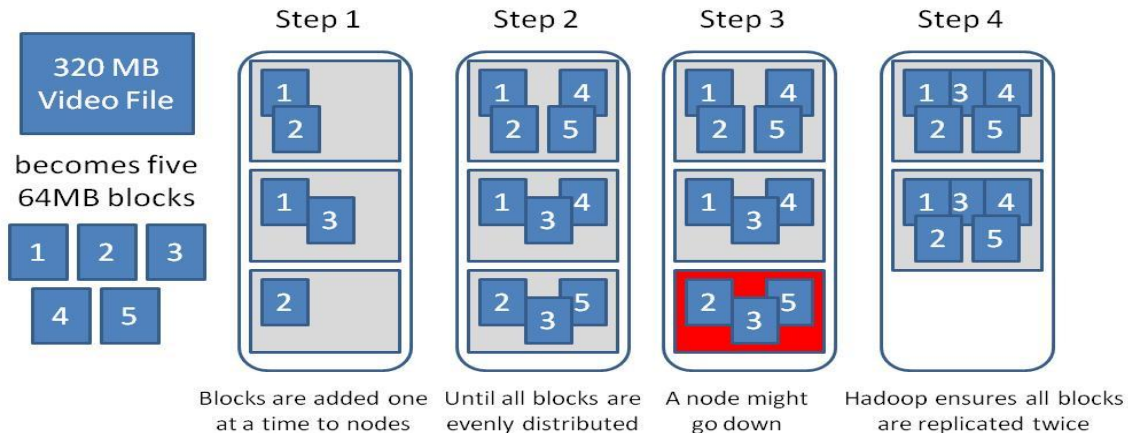 320 MB
Video File
becomes five
64MB blocks
1 2 3
4 5
Step 1
1
2
1
3
2
Blocks are added one
at a time to nodes
Step 2
1 4
2 5
1 4
3
2 5
3
Until all blocks are
evenly distributed
Step 3
1 4
2 5
1 4
3
2 5
3
A node might
go down
Step 4
1 3 4
2 5
1 3 4
2 5
Hadoop ensures all blocks
are replicated twice